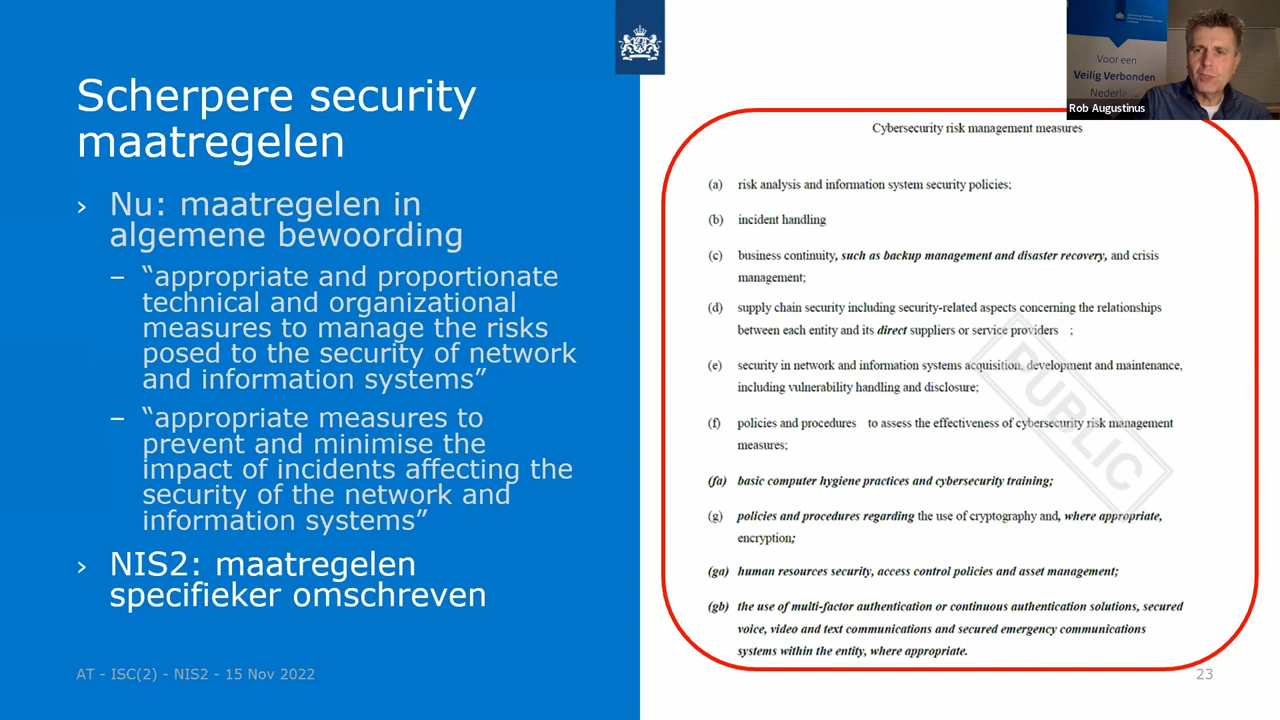 Scherpere security
maatregelen
› Nu: maatregelen in
algemene bewoording
– “appropriate and proportionate
technical and organizational
measures to manage the risks
posed to the security of network
and information systems”
– “appropriate measures to
prevent and minimise the
impact of incidents affecting the
security of the network and
information systems”
› NIS2: maatregelen
specifieker omschreven
AT - ISC(2) - NIS2 - 15 Nov 2022
Voor een
Veilig Verbonden
Rob Augustinus
Cybersecurity risk management measures
(a) risk analysis and information system security policies;
(b) incident handling
(c) business continuity, such as backup management and disaster recovery, and crisis
management;
(d) supply chain security including security-related aspects concerning the relationships
between each entity and its direct suppliers or service providers ;
(e) security in network and information systems acquisition, development and maintenance,
including vulnerability handling and disclosure;
(f) policies and procedures to assess the effectiveness of cybersecurity risk management
measures;
(fa) basic computer hygiene practices and cybersecurity training;
(g) policies and procedures regarding the use of cryptography and, where appropriate,
encryption;
(ga) human resources security, access control policies and asset management;
(gb) the use of multi-factor authentication or continuous authentication solutions, secured
voice, video and text communications and secured emergency communications
systems within the entity, where appropriate.
PUBLIC
23